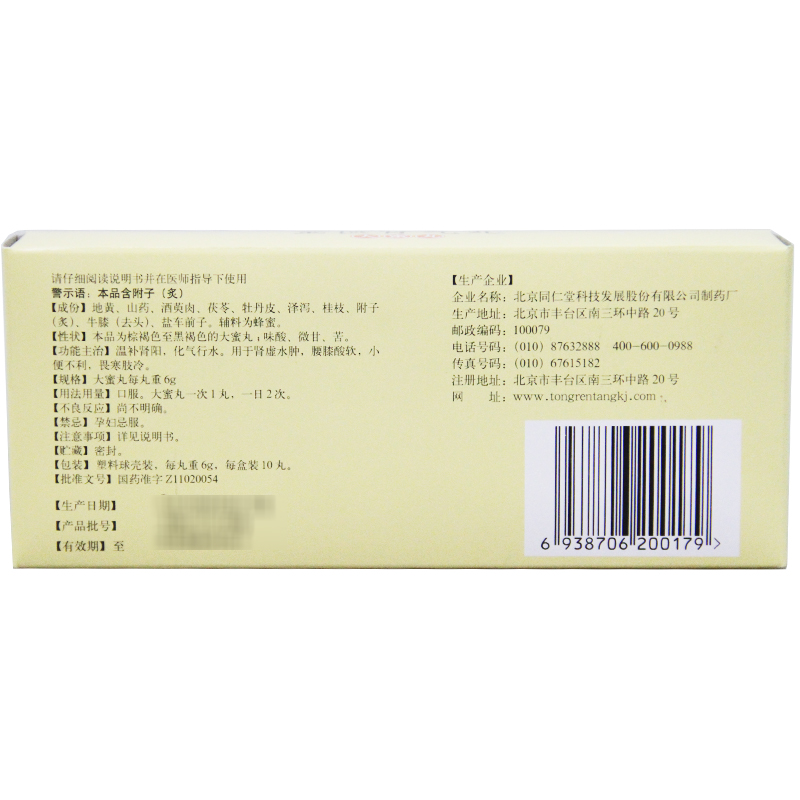 请仔细阅读说明书并在医师指导下使用
警示语：本品含附子（炙）
【成份】地黄、山药、酒萸肉、茯苓、牡丹皮、泽泻、桂枝、附子
（炙）、牛膝（去头）、盐车前子。辅料为蜂蜜。
【性状】本品为棕褐色至黑褐色的大蜜丸；味酸、微甘、苦。
【功能主治】温补肾阳，化气行水。用于肾虚水肿，腰膝酸软，小
便不利，畏寒肢冷。
【规格】大蜜丸每丸重6g
【用法用量】口服。大蜜丸一次1丸，一日2次。
【不良反应】尚不明确。
【禁忌】孕妇忌服。
【注意事项】详见说明书。
【贮藏】密封。
【包装】塑料球壳装，每丸重6g，每盒装10丸。
【批准文号】国药准字Z11020054
【生产日期】
【产品批号】
【有效期】至
【生产企业】
企业名称：北京同仁堂科技发展股份有限公司制药厂
生产地址：北京市丰台区南三环中路20号
邮政编码：100079
电话号码：（010）87632888 400-600-0988
传真号码：（010）67615182
注册地址：北京市丰台区南三环中路20号
网 址：www.tongrentangkj.com
6 938706 200179 >